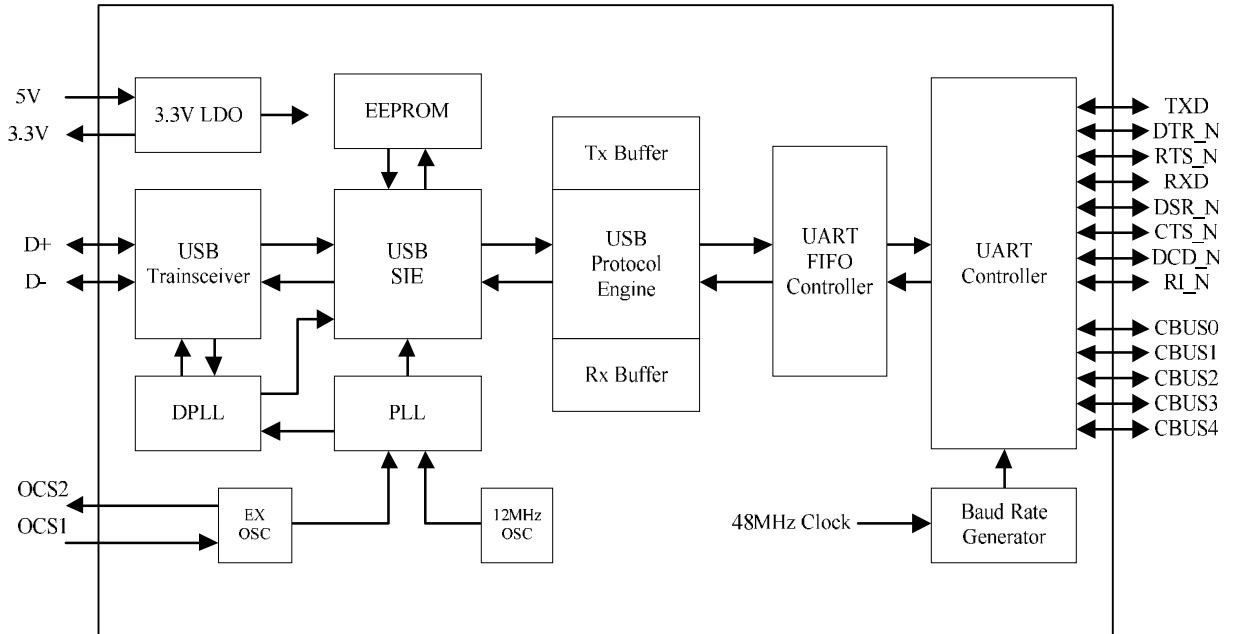 5V
3.3V
3.3V LDO
EEPROM
Tx Buffer
USB
Protocol
Engine
Rx Buffer
D+
D-
USB
Trainsceiver
USB
SIE
UART
FIFO
Controller
UART
Controller
TXD
DTR_N
RTS_N
RXD
DSR_N
CTS_N
DCD_N
RI_N
CBUS0
CBUS1
CBUS2
CBUS3
CBUS4
DPLL
PLL
OCS2
OCS1
EX
OSC
12MHz
OSC
48MHz Clock
Baud Rate
Generator